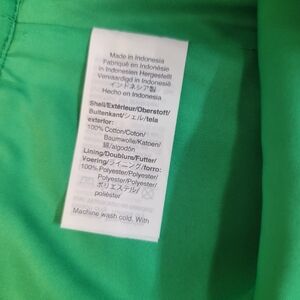 Made in Indonesia
Fabriqué en Indonésie
In Indonesien Hergestellt
Vervaardigd in Indonesië
インドネシア製
Hecho en Indonesia
Shell/Extérieur/Oberstoff/
Buitenkant/シェル/tela
exterior:
100% Cotton/Coton/
Baumwolle/Katoen/
綿/algodón
Lining/Doublure/Futter/
Voering/ライニング/forro:
100% Polyester/Polyester/
Polyester/Polyester/
ポリエステル/
poliéster
Machine wash cold. With